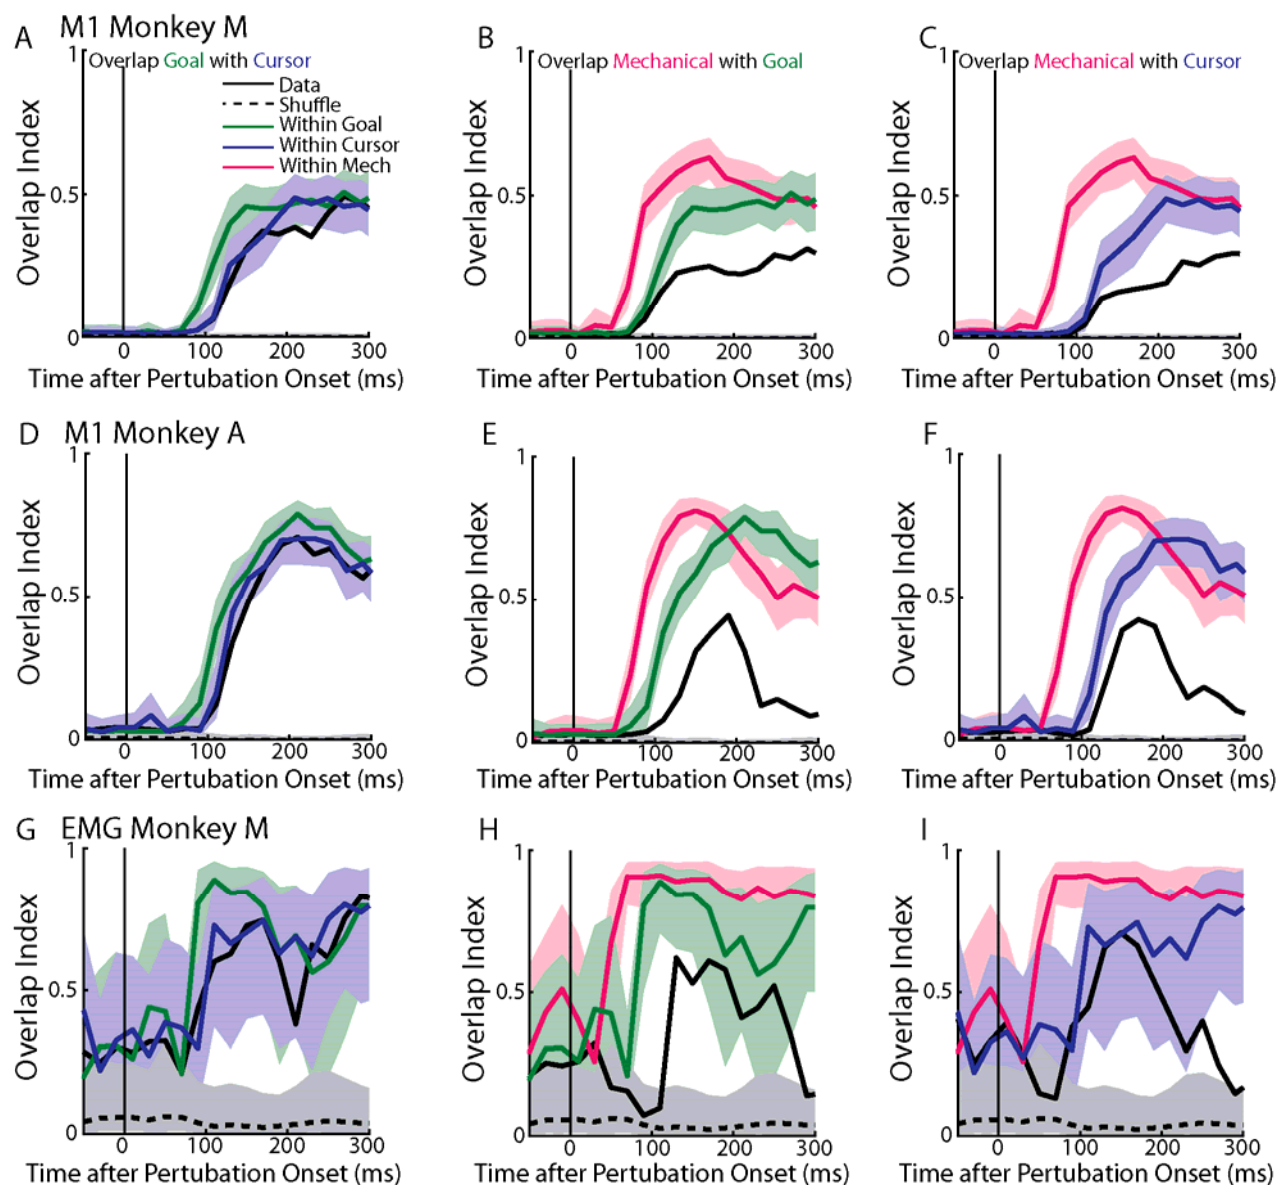 A M1 Monkey M
Overlap Goal with Cursor
Data
Shuffle
Within Goal
Within Cursor
Within Mech
Overlap Index
1
0.5
0
0 100 200 300
Time after Pertubation Onset (ms)
B
Overlap Mechanical with Goal
Overlap Index
1
0.5
0
0 100 200 300
Time after Pertubation Onset (ms)
C
Overlap Mechanical with Cursor
Overlap Index
1
0.5
0
0 100 200 300
Time after Pertubation Onset (ms)
D M1 Monkey A
Overlap Index
1
0.5
0
0 100 200 300
Time after Pertubation Onset (ms)
E
Overlap Index
1
0.5
0
0 100 200 300
Time after Pertubation Onset (ms)
F
Overlap Index
1
0.5
0
0 100 200 300
Time after Pertubation Onset (ms)
G EMG Monkey M
Overlap Index
1
0.5
0
0 100 200 300
Time after Pertubation Onset (ms)
H
Overlap Index
1
0.5
0
0 100 200 300
Time after Pertubation Onset (ms)
I
Overlap Index
1
0.5
0
0 100 200 300
Time after Pertubation Onset (ms)